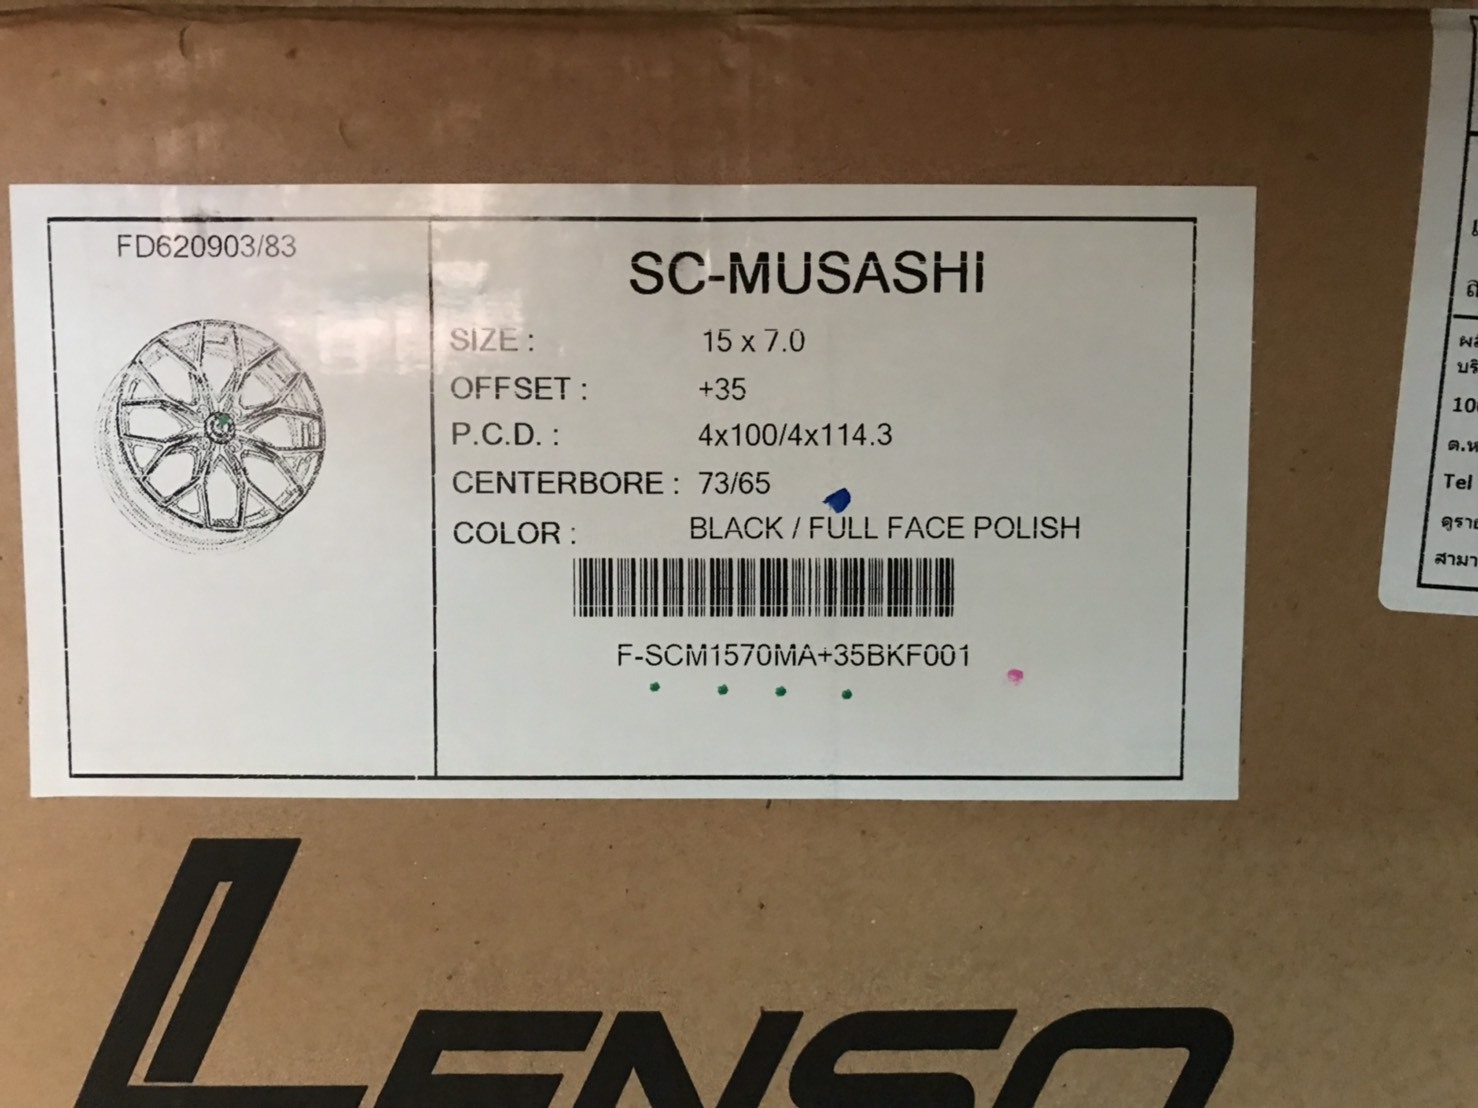 FD620903/83
SC-MUSASHI
SIZE : 15 x 7.0
OFFSET : +35
P.C.D. : 4x100/4x114.3
CENTERBORE : 73/65
COLOR : BLACK / FULL FACE POLISH
F-SCM1570MA+35BKF001
LENSO
Tel